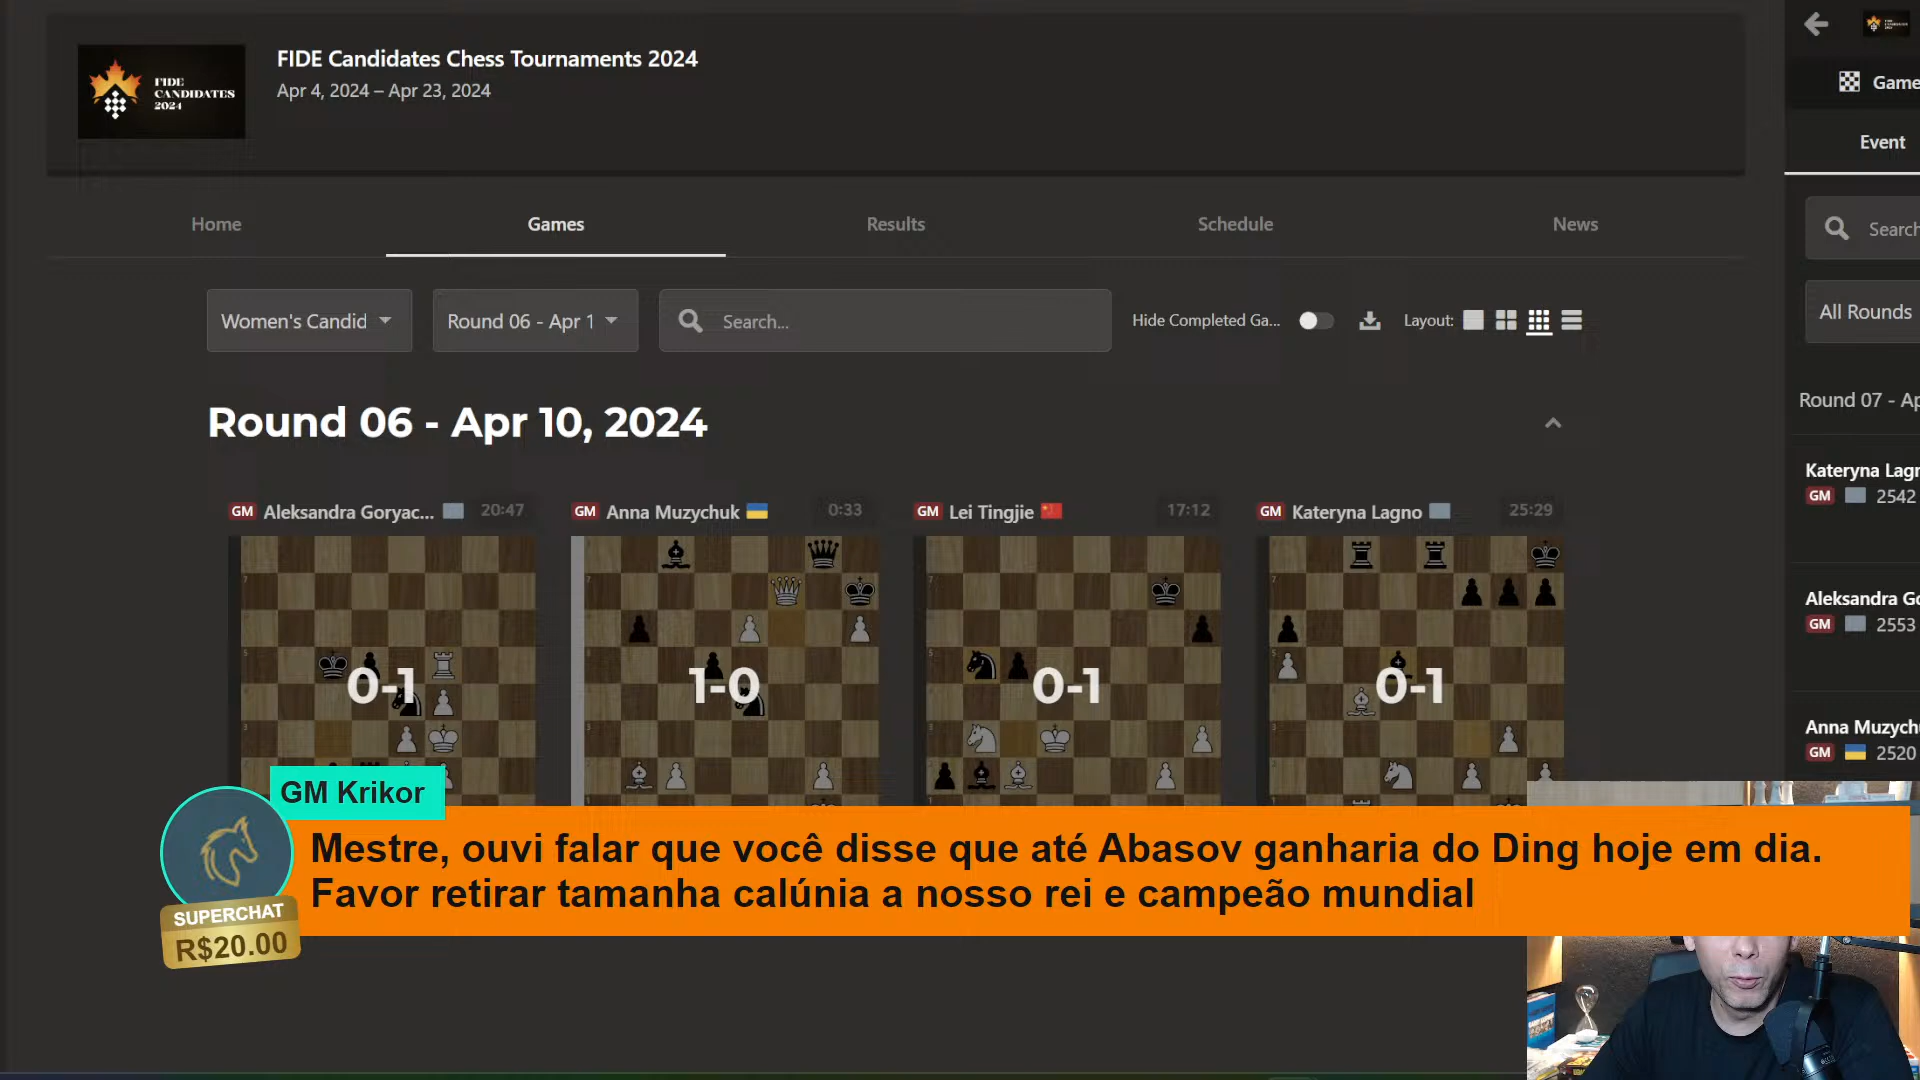 FIDE Candidates Chess Tournaments 2024
FIDE
CANDIDATES
2024
Apr 4, 2024 – Apr 23, 2024
Game
Event
Home
Games
Results
Schedule
News
Search
Women's Candid
Round 06 - Apr 1
Search...
Hide Completed Ga...
Layout:
All Rounds
Round 06 - Apr 10, 2024
Round 07 - Ap
GM Aleksandra Goryac... 20:47
GM Anna Muzychuk 0:33
GM Lei Tingjie 17:12
GM Kateryna Lagno 25:29
0-1
1-0
0-1
0-1
Kateryna Lagn
GM 2542
Aleksandra Go
GM 2553
Anna Muzychu
GM 2520
GM Krikor
Mestre, ouvi falar que você disse que até Abasov ganharia do Ding hoje em dia.
Favor retirar tamanha calúnia a nosso rei e campeão mundial
SUPERCHAT
R$20.00